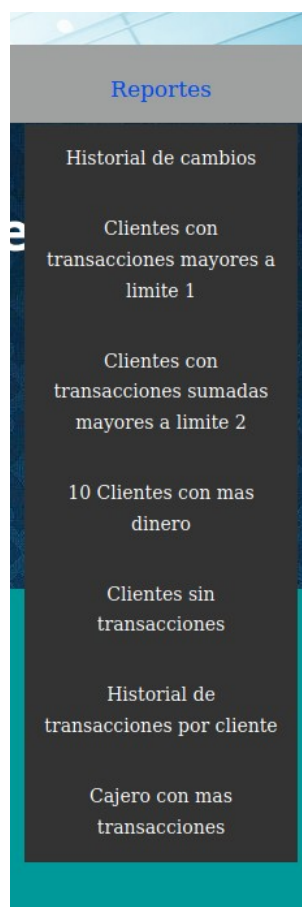 Reportes
Historial de cambios
e
Clientes con
transacciones mayores a
limite 1
Clientes con
transacciones sumadas
mayores a limite 2
10 Clientes con mas
dinero
Clientes sin
transacciones
Historial de
transacciones por cliente
Cajero con mas
transacciones